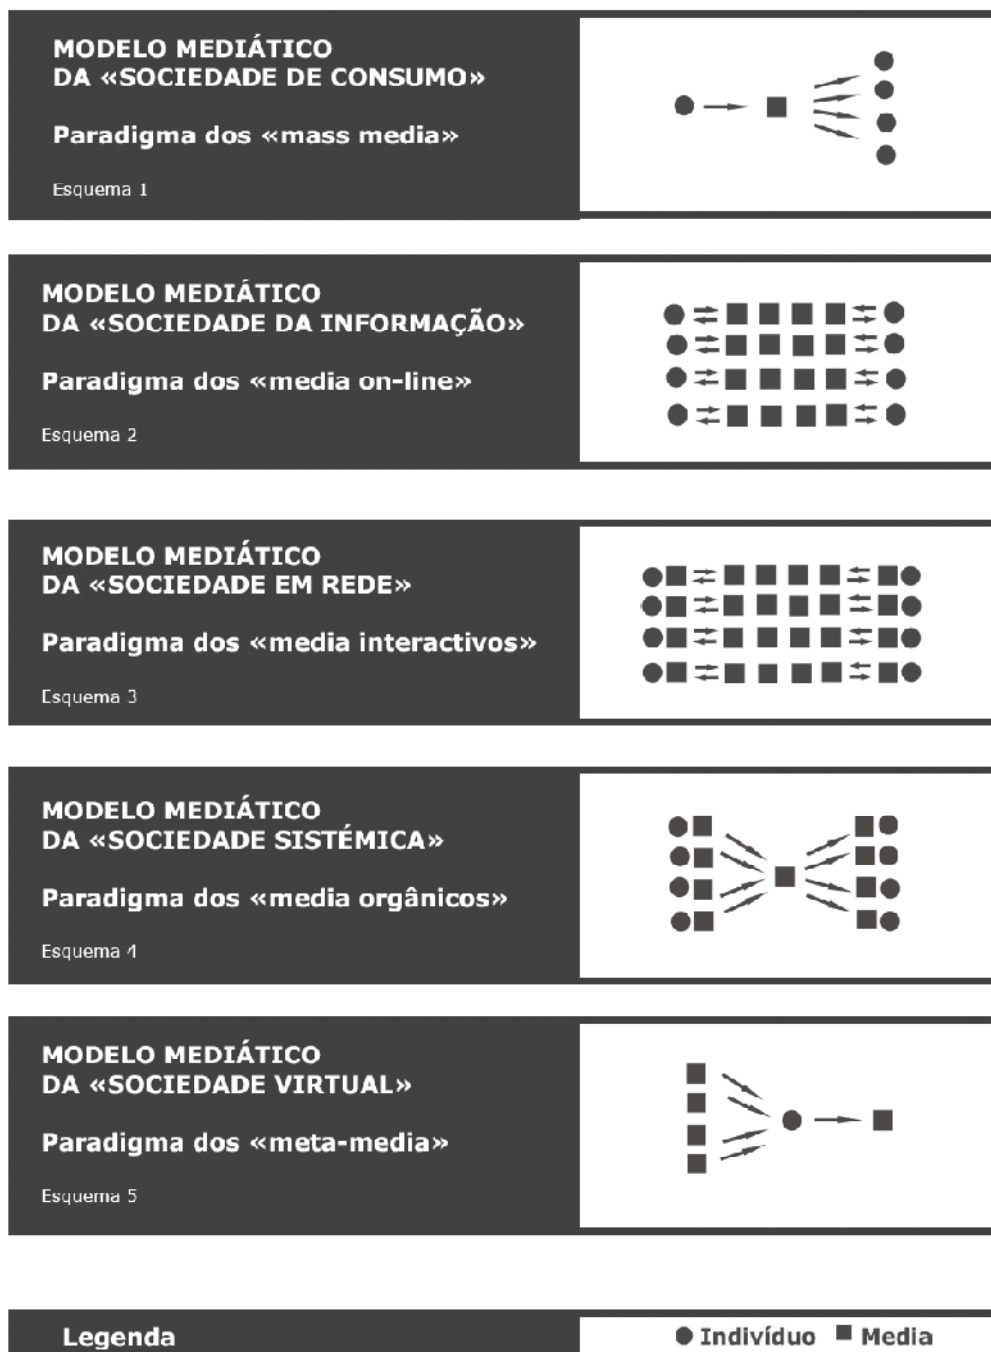 MODELO MEDIÁTICO
DA «SOCIEDADE DE CONSUMO»
Paradigma dos «mass media»
Esquema 1
MODELO MEDIÁTICO
DA «SOCIEDADE DA INFORMAÇÃO»
Paradigma dos «media on-line»
Esquema 2
MODELO MEDIÁTICO
DA «SOCIEDADE EM REDE»
Paradigma dos «media interactivos»
Esquema 3
MODELO MEDIÁTICO
DA «SOCIEDADE SISTÉMICA»
Paradigma dos «media orgânicos»
Esquema 4
MODELO MEDIÁTICO
DA «SOCIEDADE VIRTUAL»
Paradigma dos «meta-media»
Esquema 5
Legenda
Indivíduo Media